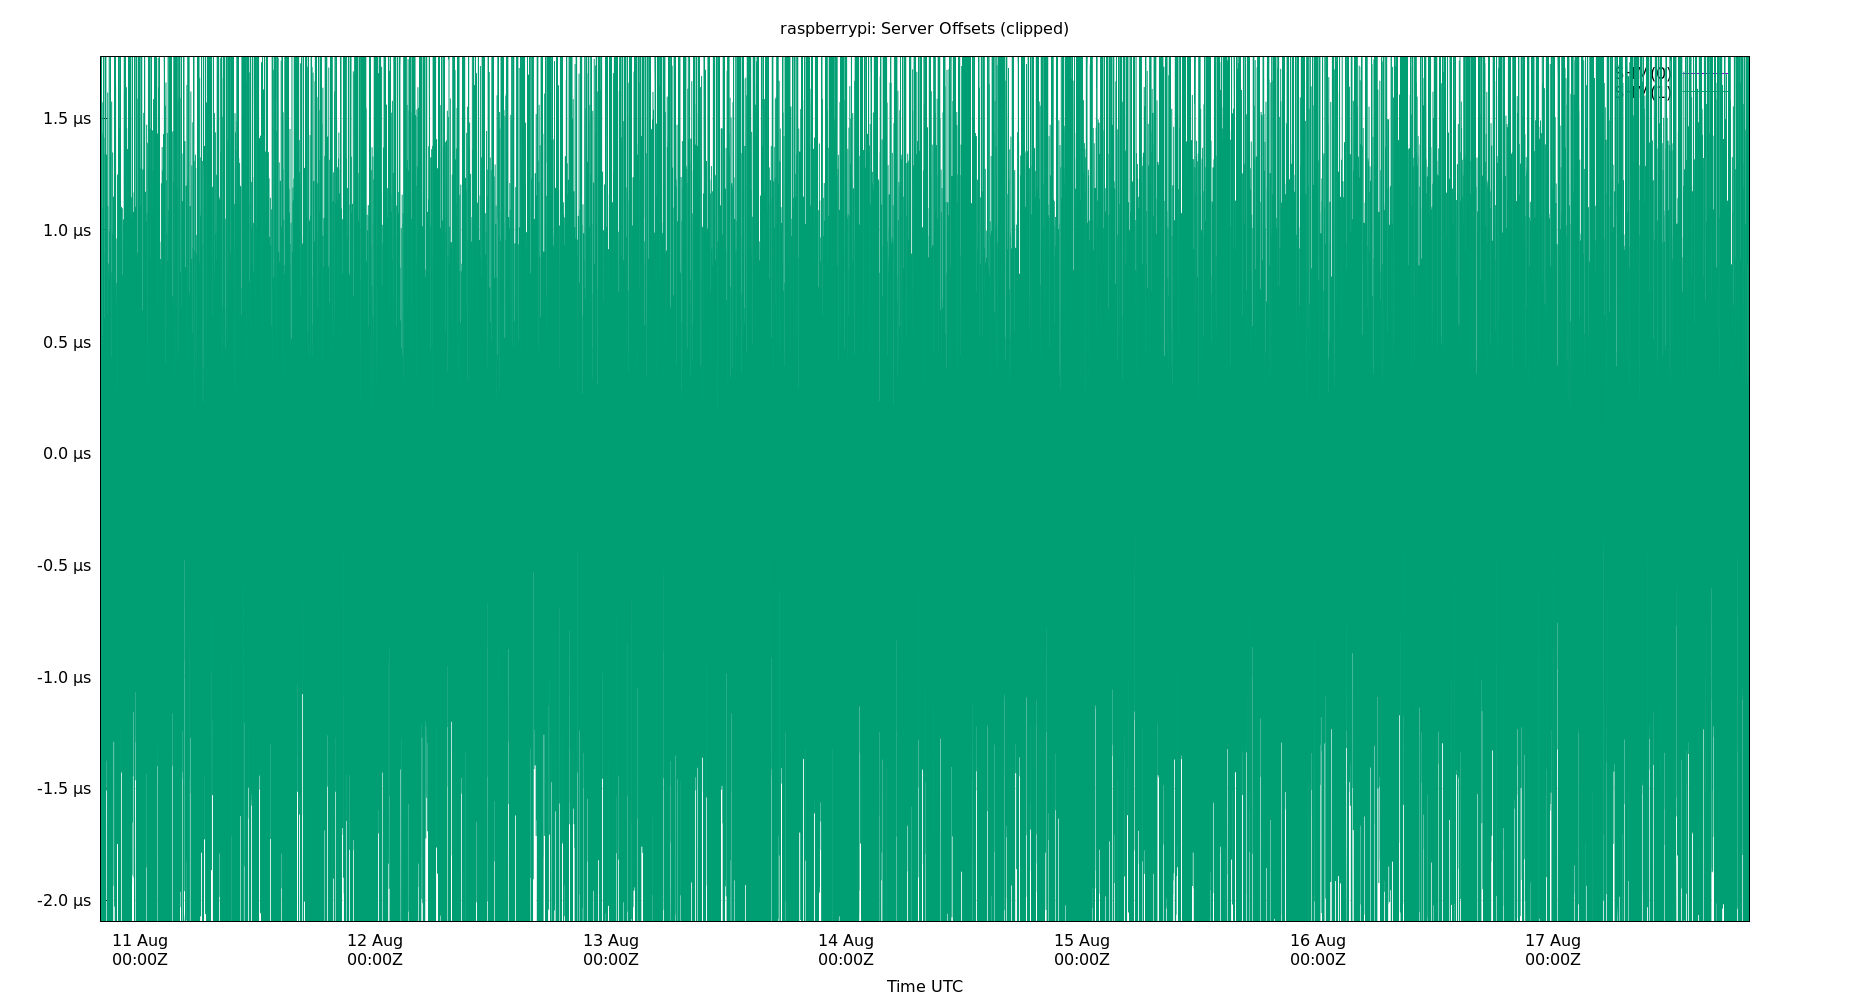 raspberrypi: Server Offsets (clipped)
1.5 µs
1.0 µs
0.5 µs
0.0 µs
-0.5 µs
-1.0 µs
-1.5 µs
-2.0 µs
11 Aug
00:00Z
12 Aug
00:00Z
13 Aug
00:00Z
14 Aug
00:00Z
15 Aug
00:00Z
16 Aug
00:00Z
17 Aug
00:00Z
Time UTC